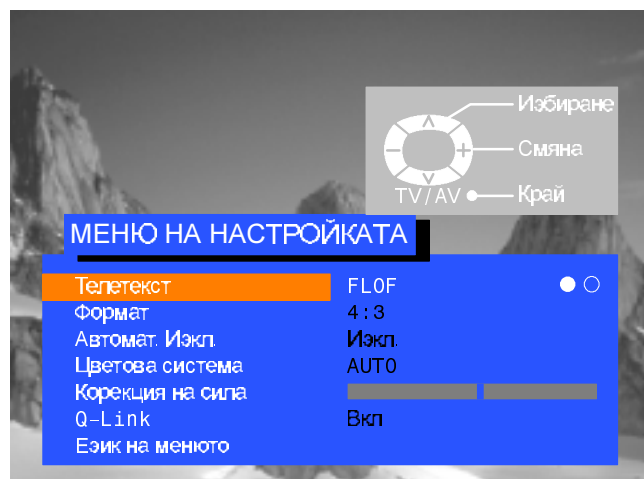 Избиране
Смяна
TV/AV Край
МЕНЮ НА НАСТРОЙКАТА
Телетекст FLOF
Формат 4:3
Автомат. Изкл. Изкл.
Цветова система AUTO
Корекция на сила
Q-Link Вкл
Език на менюто